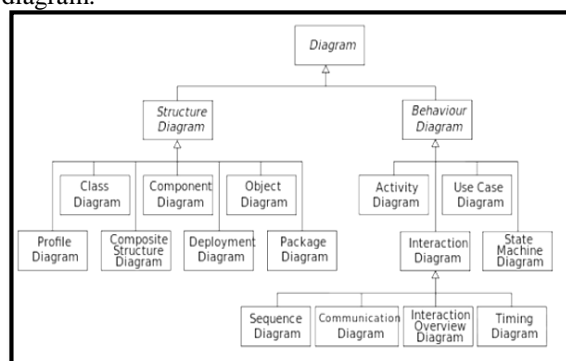 diagram.
Diagram
Structure
Diagram
Behaviour
Diagram
Class
Diagram
Component
Diagram
Object
Diagram
Activity
Diagram
Use Case
Diagram
Profile
Diagram
Composite
Structure
Diagram
Deployment
Diagram
Package
Diagram
Interaction
Diagram
State
Machine
Diagram
Sequence
Diagram
Communication
Diagram
Interaction
Overview
Diagram
Timing
Diagram